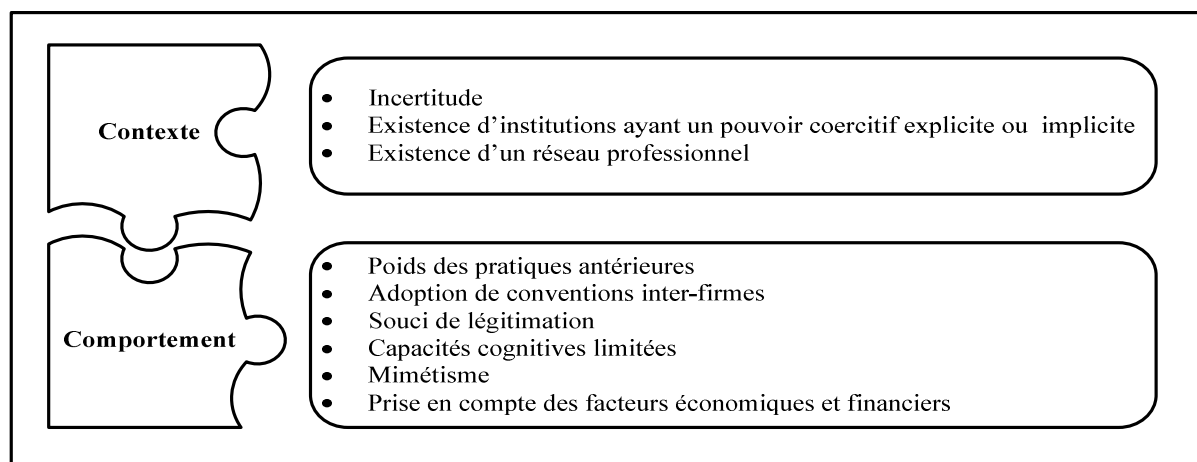 Contexte
• Incertitude
• Existence d'institutions ayant un pouvoir coercitif explicite ou implicite
• Existence d'un réseau professionnel
Comportement
• Poids des pratiques antérieures
• Adoption de conventions inter-firmes
• Souci de légitimation
• Capacités cognitives limitées
• Mimétisme
• Prise en compte des facteurs économiques et financiers